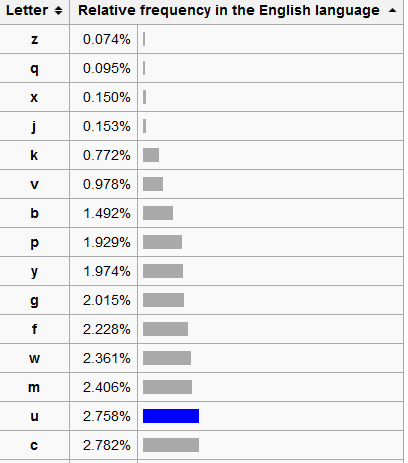 Letter Relative frequency in the English language
z 0.074%
q 0.095%
x 0.150%
j 0.153%
k 0.772%
v 0.978%
b 1.492%
p 1.929%
y 1.974%
g 2.015%
f 2.228%
w 2.361%
m 2.406%
u 2.758%
c 2.782%